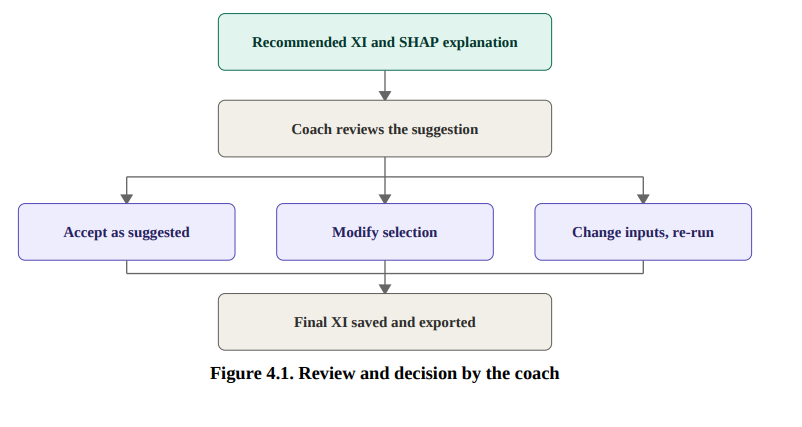 Recommended XI and SHAP explanation
Coach reviews the suggestion
Accept as suggested
Modify selection
Change inputs, re-run
Final XI saved and exported
Figure 4.1. Review and decision by the coach